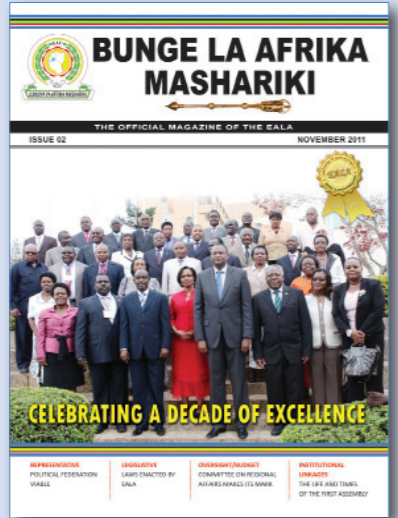 BUNGE LA AFRIKA
MASHARIKI
THE OFFICIAL MAGAZINE OF THE EALA
ISSUE 02
NOVEMBER 2011
EALA
CELEBRATING A DECADE OF EXCELLENCE
REPRESENTATIVE
POLITICAL FEDERATION
VIABLE
LEGISLATIVE
LAWS ENACTED BY
EALA
OVERSIGHT/BUDGET
COMMITTEE ON REGIONAL
AFFAIRS MAKES ITS MARK
INSTITUTIONAL
LINKAGES
THE LIFE AND TIMES
OF THE FIRST ASSEMBLY